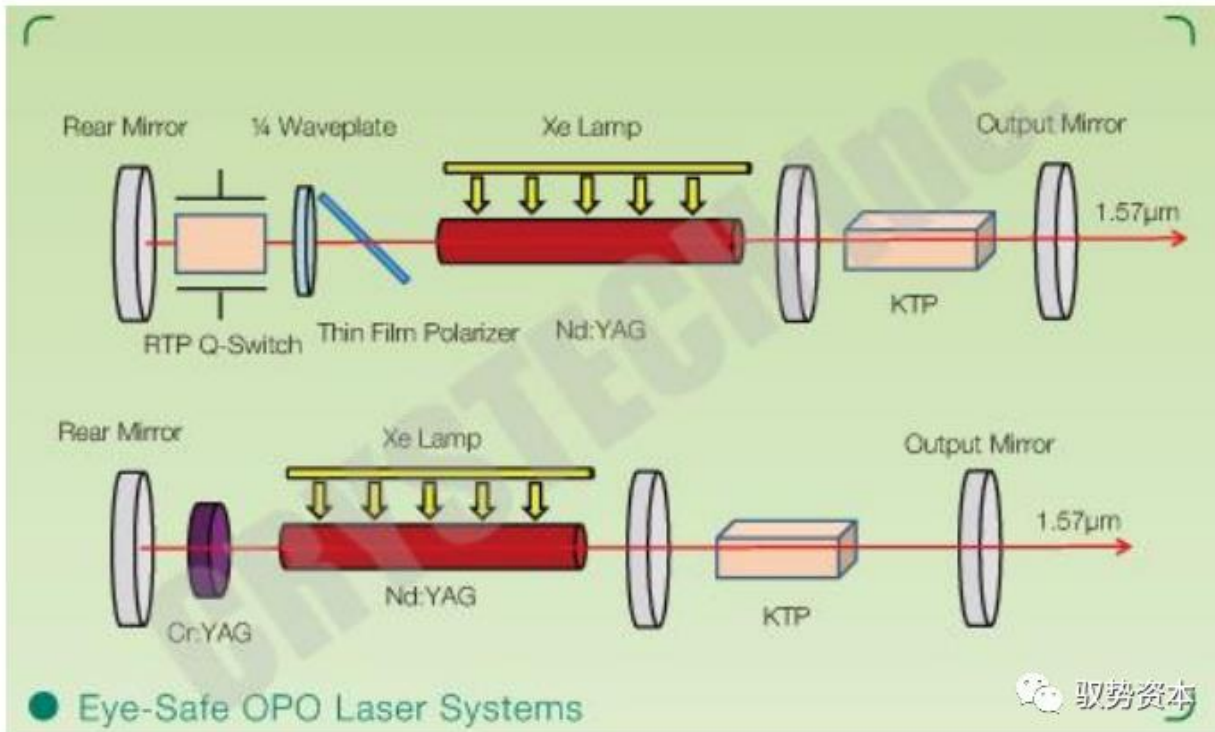 Rear Mirror
¼ Waveplate
Xe Lamp
Output Mirror
1.57μm
RTP Q-Switch
Thin Film Polarizer
Nd:YAG
KTP
Rear Mirror
Xe Lamp
Output Mirror
1.57μm
Cr:YAG
Nd:YAG
KTP
CRYSTECH Inc.
Eye-Safe OPO Laser Systems
驭势资本